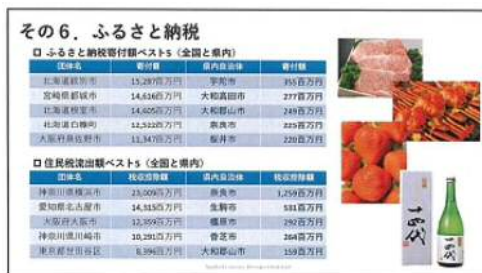 その６．ふるさと納税
□ ふるさと納税寄付額ベスト5（全国と県内）
団体名 寄付額 県内自治体 寄付額
北海道紋別市 15,297百万円 宇陀市 355百万円
宮崎県都城市 14,616百万円 大和高田市 277百万円
北海道根室市 14,605百万円 大和郡山市 249百万円
北海道白糠町 12,522百万円 奈良市 225百万円
大阪府泉佐野市 11,347百万円 桜井市 220百万円
□ 住民税流出額ベスト5（全国と県内）
団体名 税収控除額 県内自治体 税収控除額
神奈川県横浜市 23,009百万円 奈良市 1,259百万円
愛知県名古屋市 14,315百万円 生駒市 531百万円
大阪府大阪市 12,359百万円 橿原市 292百万円
神奈川県川崎市 10,291百万円 香芝市 264百万円
東京都世田谷区 8,396百万円 大和郡山市 159百万円
十四代
十四代